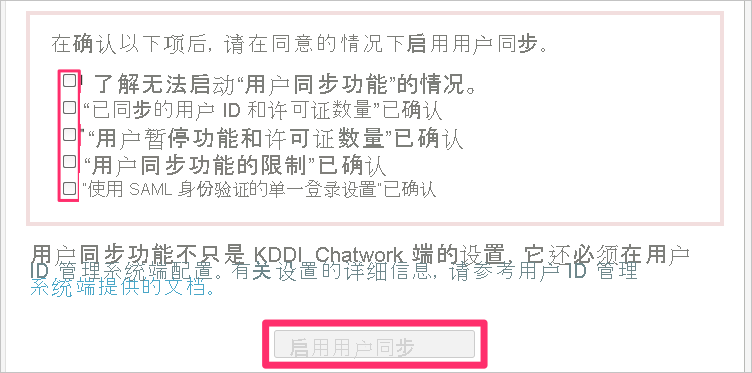 在确认以下项后, 请在同意的情况下启用用户同步。
了解无法启动“用户同步功能”的情况。
“已同步的用户 ID 和许可证数量”已确认
“用户暂停功能和许可证数量”已确认
“用户同步功能的限制”已确认
“使用 SAML 身份验证的单一登录设置”已确认
用户同步功能不只是 KDDI Chatwork 端的设置, 它还必须在用户
ID 管理系统端配置。有关设置的详细信息, 请参考用户 ID 管理
系统端提供的文档。
启用用户同步